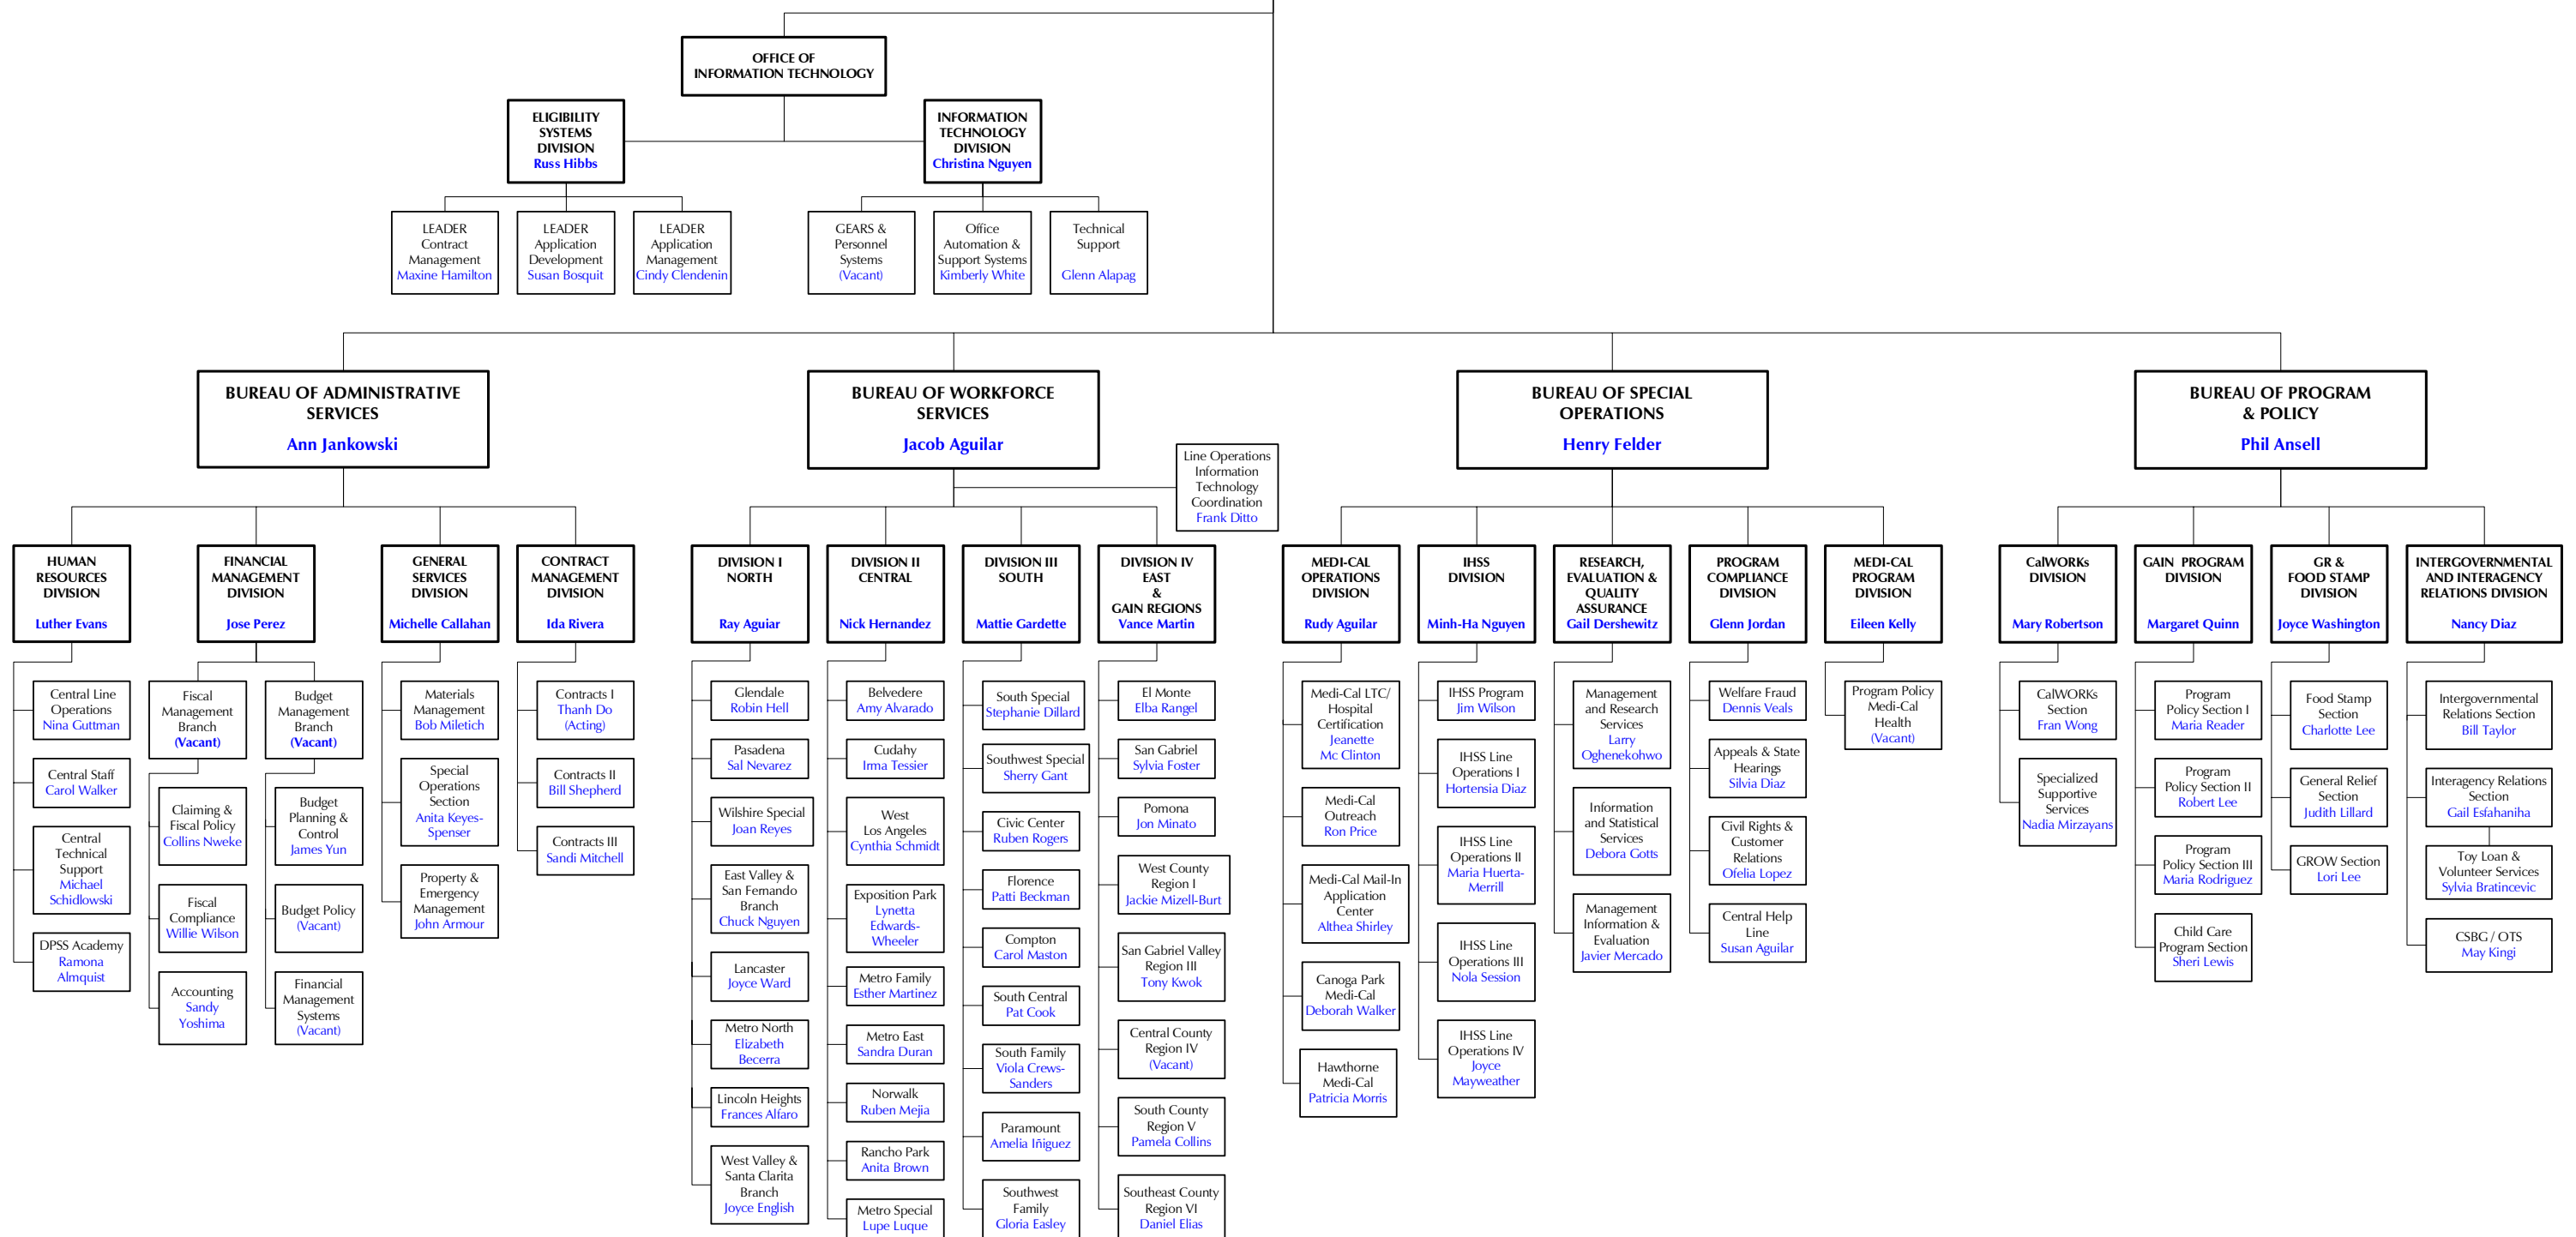 OFFICE OF
INFORMATION TECHNOLOGY
ELIGIBILITY
SYSTEMS
DIVISION
Russ Hibbs
INFORMATION
TECHNOLOGY
DIVISION
Christina Nguyen
LEADER
Contract
Management
Maxine Hamilton
LEADER
Application
Development
Susan Bosquit
LEADER
Application
Management
Cindy Clendenin
GEARS &
Personnel
Systems
(Vacant)
Office
Automation &
Support Systems
Kimberly White
Technical
Support
Glenn Alapag
BUREAU OF ADMINISTRATIVE
SERVICES
Ann Jankowski
BUREAU OF WORKFORCE
SERVICES
Jacob Aguilar
BUREAU OF SPECIAL
OPERATIONS
Henry Felder
BUREAU OF PROGRAM
& POLICY
Phil Ansell
Line Operations
Information
Technology
Coordination
Frank Ditto
HUMAN
RESOURCES
DIVISION
Luther Evans
Central Line
Operations
Nina Guttman
Central Staff
Carol Walker
Central
Technical
Support
Michael
Schidlowski
DPSS Academy
Ramona
Almquist
FINANCIAL
MANAGEMENT
DIVISION
Jose Perez
Fiscal
Management
Branch
(Vacant)
Claiming &
Fiscal Policy
Collins Nweke
Fiscal
Compliance
Willie Wilson
Accounting
Sandy
Yoshima
Budget
Management
Branch
(Vacant)
Budget
Planning &
Control
James Yun
Budget Policy
(Vacant)
Financial
Management
Systems
(Vacant)
GENERAL
SERVICES
DIVISION
Michelle Callahan
Materials
Management
Bob Miletich
Special
Operations
Section
Anita Keyes-
Spenser
Property &
Emergency
Management
John Armour
CONTRACT
MANAGEMENT
DIVISION
Ida Rivera
Contracts I
Thanh Do
(Acting)
Contracts II
Bill Shepherd
Contracts III
Sandi Mitchell
DIVISION I
NORTH
Ray Aguiar
Glendale
Robin Hell
Pasadena
Sal Nevarez
Wilshire Special
Joan Reyes
East Valley &
San Fernando
Branch
Chuck Nguyen
Lancaster
Joyce Ward
Metro North
Elizabeth
Becerra
Lincoln Heights
Frances Alfaro
West Valley &
Santa Clarita
Branch
Joyce English
DIVISION II
CENTRAL
Nick Hernandez
Belvedere
Amy Alvarado
Cudahy
Irma Tessier
West
Los Angeles
Cynthia Schmidt
Exposition Park
Lynetta
Edwards-
Wheeler
Metro Family
Esther Martinez
Metro East
Sandra Duran
Norwalk
Ruben Mejia
Rancho Park
Anita Brown
Metro Special
Lupe Luque
DIVISION III
SOUTH
Mattie Gardette
South Special
Stephanie Dillard
Southwest Special
Sherry Gant
Civic Center
Ruben Rogers
Florence
Patti Beckman
Compton
Carol Maston
South Central
Pat Cook
South Family
Viola Crews-
Sanders
Paramount
Amelia Iñiguez
Southwest
Family
Gloria Easley
DIVISION IV
EAST
&
GAIN REGIONS
Vance Martin
El Monte
Elba Rangel
San Gabriel
Sylvia Foster
Pomona
Jon Minato
West County
Region I
Jackie Mizell-Burt
San Gabriel Valley
Region III
Tony Kwok
Central County
Region IV
(Vacant)
South County
Region V
Pamela Collins
Southeast County
Region VI
Daniel Elias
MEDI-CAL
OPERATIONS
DIVISION
Rudy Aguilar
Medi-Cal LTC/
Hospital
Certification
Jeanette
Mc Clinton
Medi-Cal
Outreach
Ron Price
Medi-Cal Mail-In
Application
Center
Althea Shirley
Canoga Park
Medi-Cal
Deborah Walker
Hawthorne
Medi-Cal
Patricia Morris
IHSS
DIVISION
Minh-Ha Nguyen
IHSS Program
Jim Wilson
IHSS Line
Operations I
Hortensia Diaz
IHSS Line
Operations II
Maria Huerta-
Merrill
IHSS Line
Operations III
Nola Session
IHSS Line
Operations IV
Joyce
Mayweather
RESEARCH,
EVALUATION &
QUALITY
ASSURANCE
Gail Dershewitz
Management
and Research
Services
Larry
Oghenekohwo
Information
and Statistical
Services
Debora Gotts
Management
Information &
Evaluation
Javier Mercado
PROGRAM
COMPLIANCE
DIVISION
Glenn Jordan
Welfare Fraud
Dennis Veals
Appeals & State
Hearings
Silvia Diaz
Civil Rights &
Customer
Relations
Ofelia Lopez
Central Help
Line
Susan Aguilar
MEDI-CAL
PROGRAM
DIVISION
Eileen Kelly
Program Policy
Medi-Cal
Health
(Vacant)
CalWORKs
DIVISION
Mary Robertson
CalWORKs
Section
Fran Wong
Specialized
Supportive
Services
Nadia Mirzayans
GAIN PROGRAM
DIVISION
Margaret Quinn
Program
Policy Section I
Maria Reader
Program
Policy Section II
Robert Lee
Program
Policy Section III
Maria Rodriguez
Child Care
Program Section
Sheri Lewis
GR &
FOOD STAMP
DIVISION
Joyce Washington
Food Stamp
Section
Charlotte Lee
General Relief
Section
Judith Lillard
GROW Section
Lori Lee
INTERGOVERNMENTAL
AND INTERAGENCY
RELATIONS DIVISION
Nancy Diaz
Intergovernmental
Relations Section
Bill Taylor
Interagency Relations
Section
Gail Esfahaniha
Toy Loan &
Volunteer Services
Sylvia Bratincevic
CSBG / OTS
May Kingi